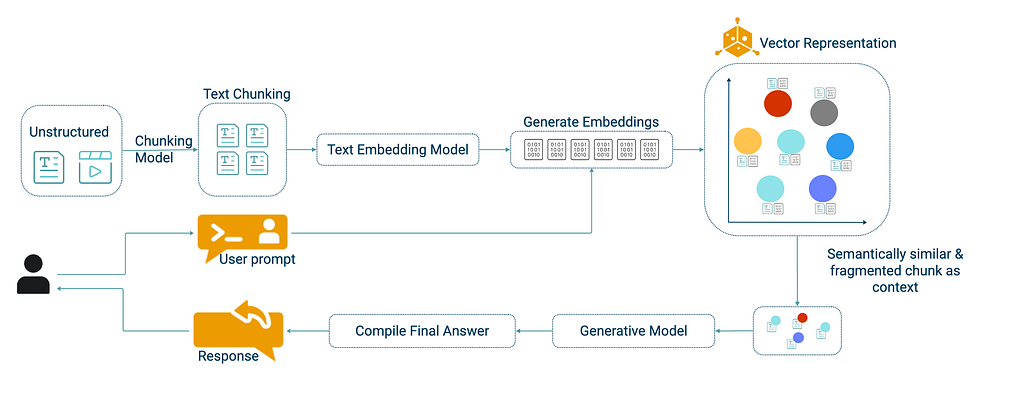 Vector Representation
Text Chunking
Unstructured
Chunking
Model
Text Embedding Model
Generate Embeddings
0101
1001
0010
0101
1001
0010
0101
1001
0010
0101
1001
0010
0101
1001
0010
0101
1001
0010
User prompt
Semantically similar &
fragmented chunk as
context
Response
Compile Final Answer
Generative Model